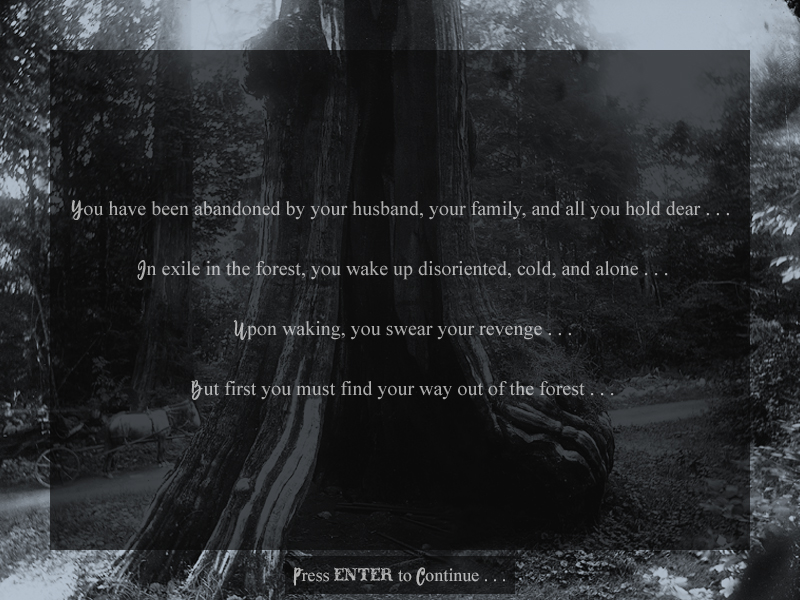 You have been abandoned by your husband, your family, and all you hold dear . . .
In exile in the forest, you wake up disoriented, cold, and alone . . .
Upon waking, you swear your revenge . . .
But first you must find your way out of the forest . . .
Press ENTER to Continue . . .